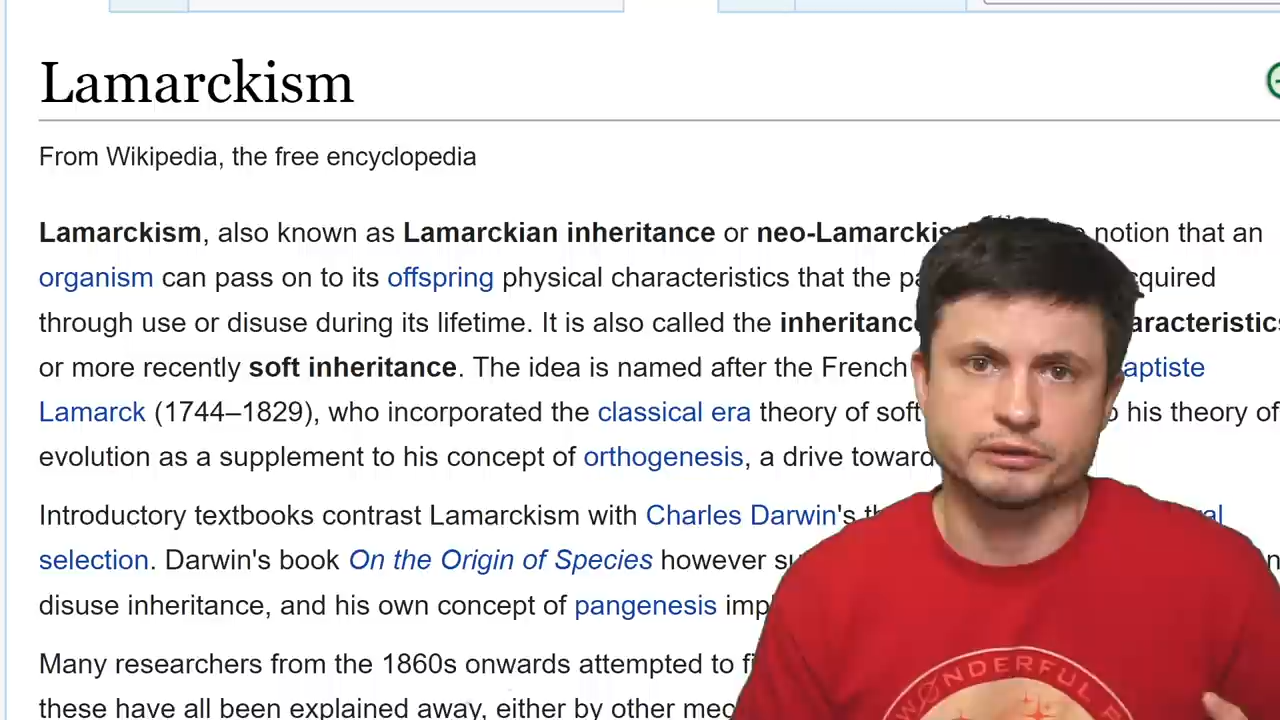 Lamarckism
From Wikipedia, the free encyclopedia
Lamarckism, also known as Lamarckian inheritance or neo-Lamarckis notion that an
organism can pass on to its offspring physical characteristics that the pa cquired
through use or disuse during its lifetime. It is also called the inheritanc aracteristics
or more recently soft inheritance. The idea is named after the French aptiste
Lamarck (1744–1829), who incorporated the classical era theory of soft his theory of
evolution as a supplement to his concept of orthogenesis, a drive toward
Introductory textbooks contrast Lamarckism with Charles Darwin's th al
selection. Darwin's book On the Origin of Species however su
disuse inheritance, and his own concept of pangenesis imp
Many researchers from the 1860s onwards attempted to fi
these have all been explained away, either by other mec
WØNDERFUL